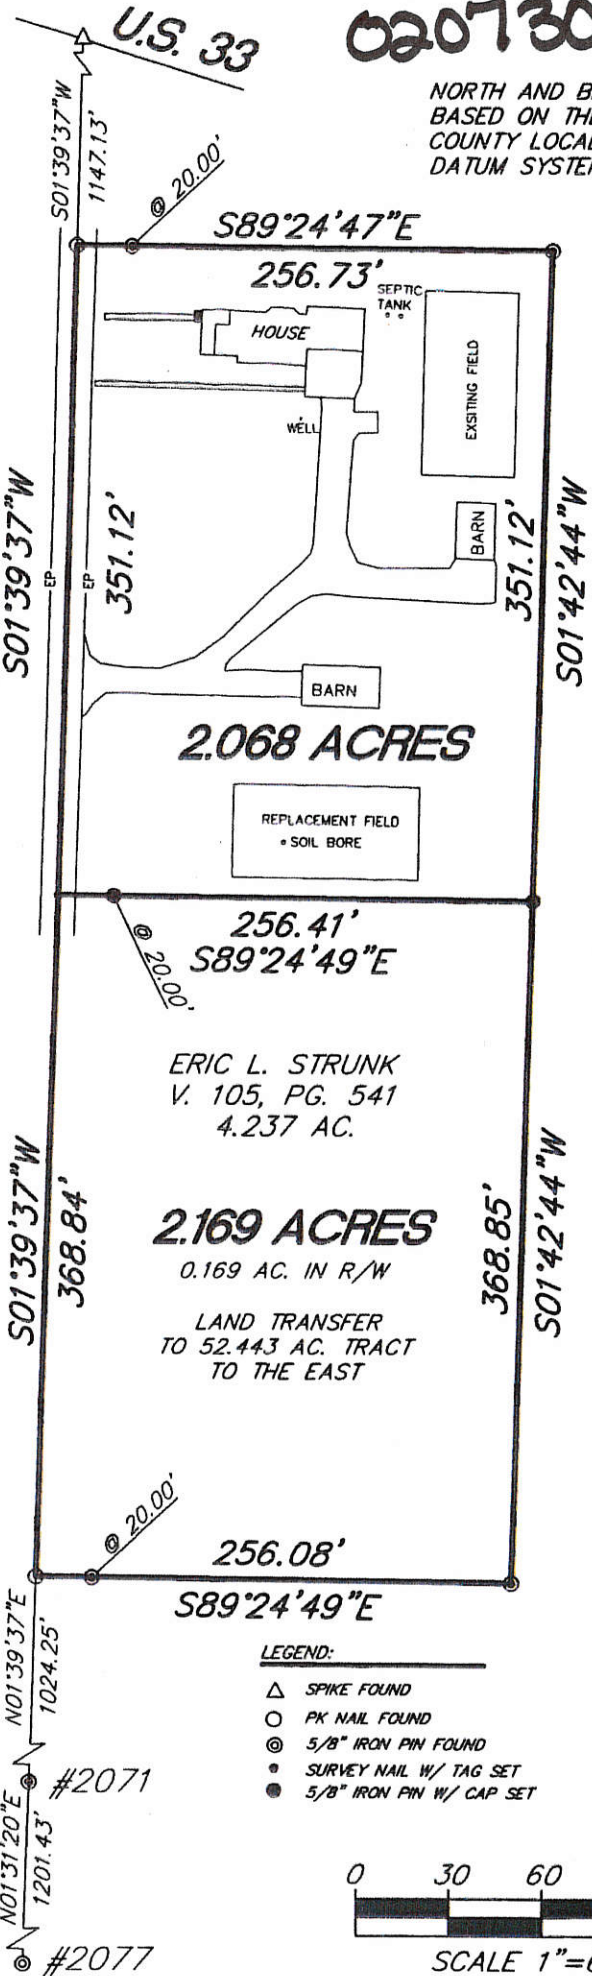 U.S. 33
020730
NORTH AND B
BASED ON THE
COUNTY LOCAL
DATUM SYSTEM
S01°39'37"W
1147.13'
@ 20.00'
S89°24'47"E
256.73'
SEPTIC
TANK
HOUSE
EXSITING FIELD
WELL
S01°39'37"W
EP
EP
351.12'
BARN
351.12'
S01°42'44"W
BARN
2.068 ACRES
REPLACEMENT FIELD
SOIL BORE
256.41'
S89°24'49"E
@ 20.00'
ERIC L. STRUNK
V. 105, PG. 541
4.237 AC.
S01°39'37"W
368.84'
2.169 ACRES
0.169 AC. IN R/W
368.85'
S01°42'44"W
LAND TRANSFER
TO 52.443 AC. TRACT
TO THE EAST
@ 20.00'
256.08'
S89°24'49"E
N01°39'37"E
1024.25'
LEGEND:
SPIKE FOUND
PK NAIL FOUND
5/8" IRON PIN FOUND
SURVEY NAIL W/ TAG SET
5/8" IRON PIN W/ CAP SET
#2071
N01°31'20"E
1201.43'
#2077
0 30 60
SCALE 1"=6